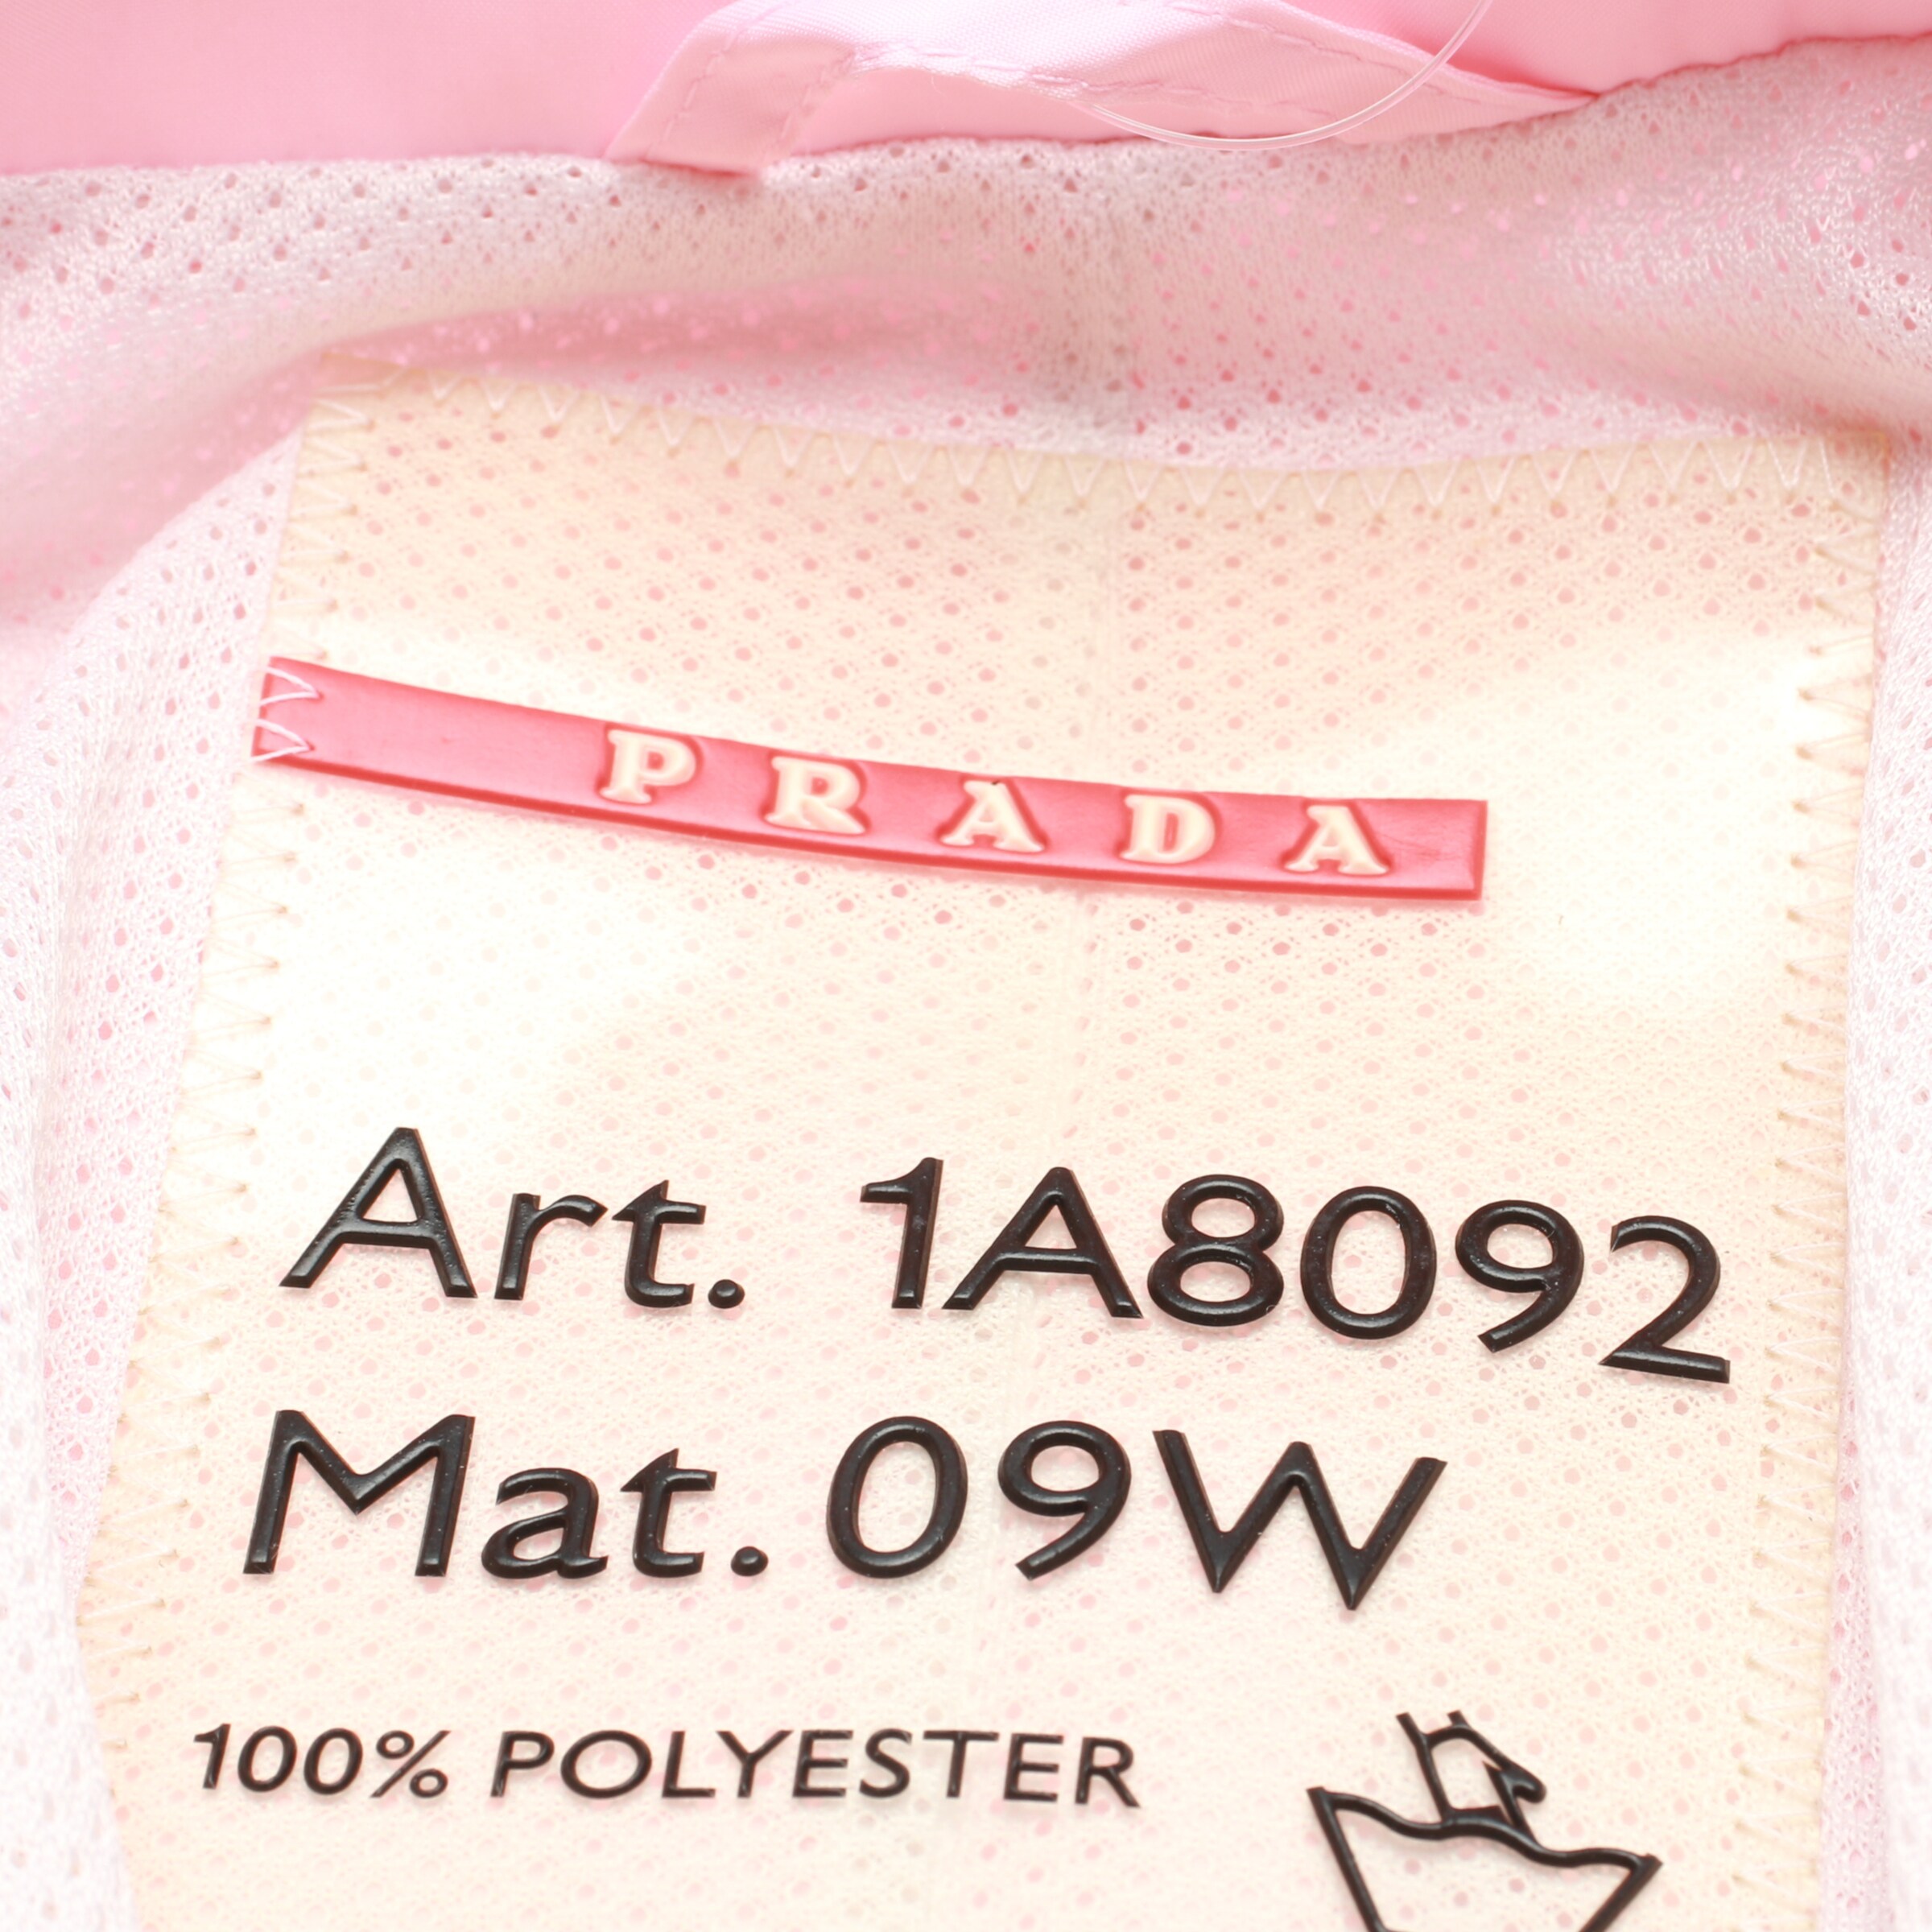 PRADA
Art. 1A8092
Mat. 09W
100% POLYESTER